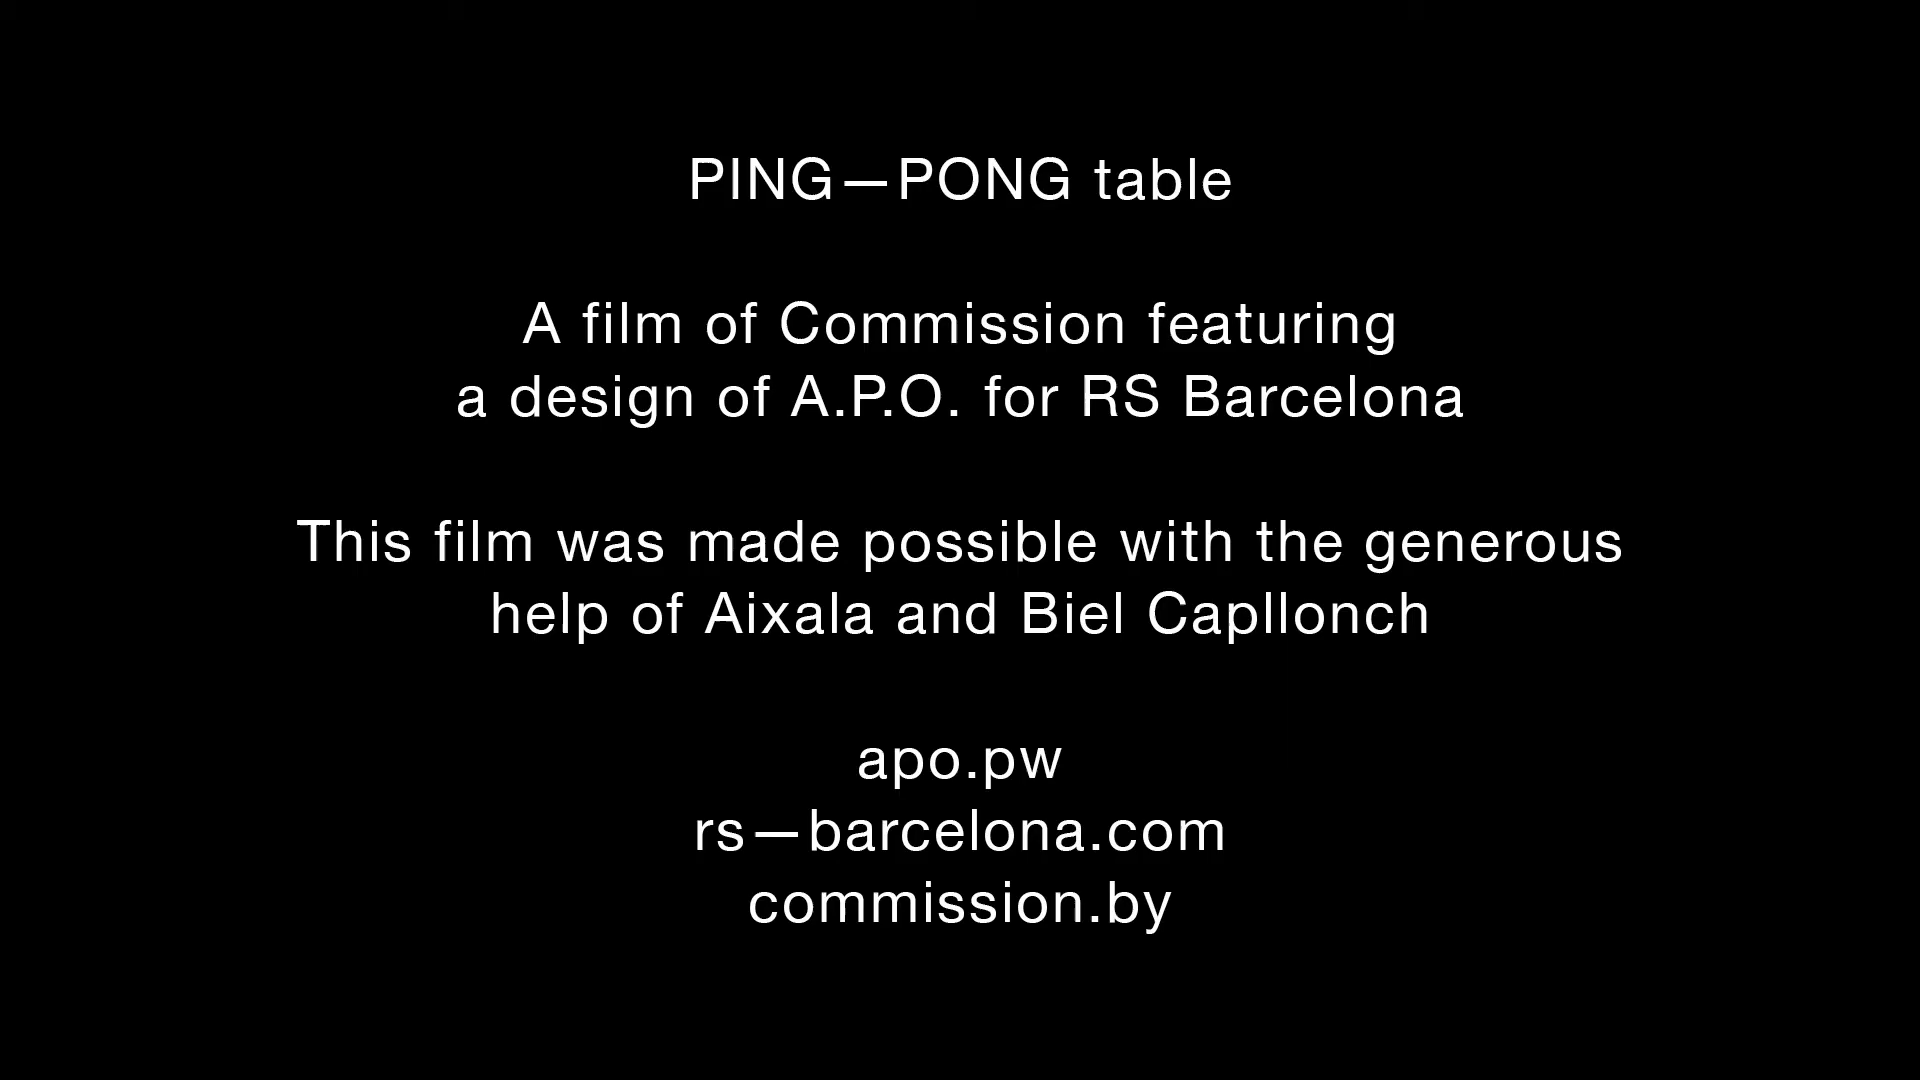 PING—PONG table
A film of Commission featuring
a design of A.P.O. for RS Barcelona
This film was made possible with the generous
help of Aixala and Biel Capllonch
apo.pw
rs—barcelona.com
commission.by